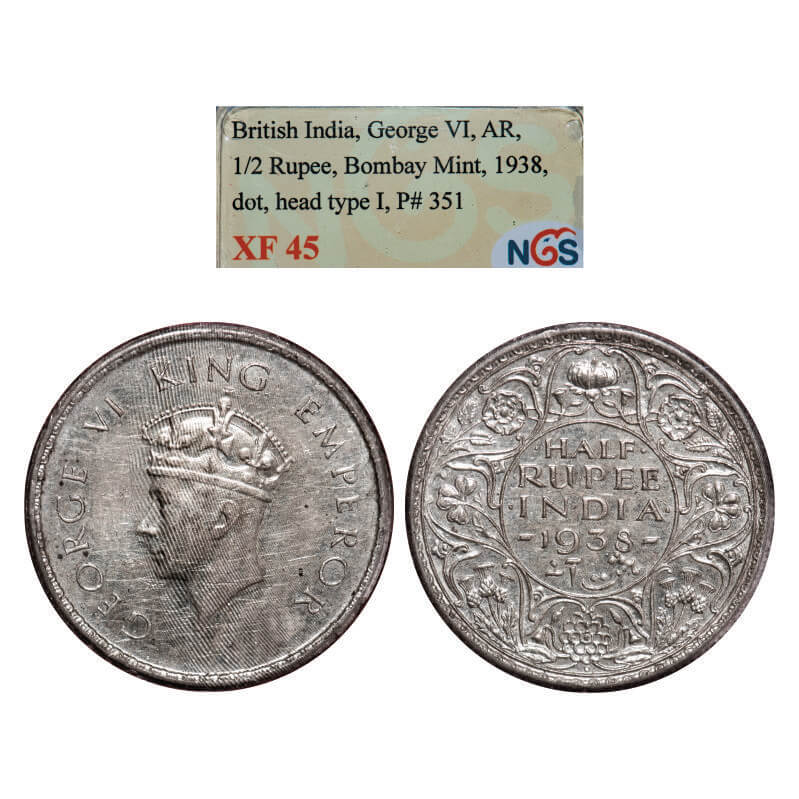 British India, George VI, AR,
1/2 Rupee, Bombay Mint, 1938,
dot, head type I, P# 351
XF 45
NGS
GEORGE VI KING EMPEROR
HALF
RUPEE
·INDIA·
-1938-